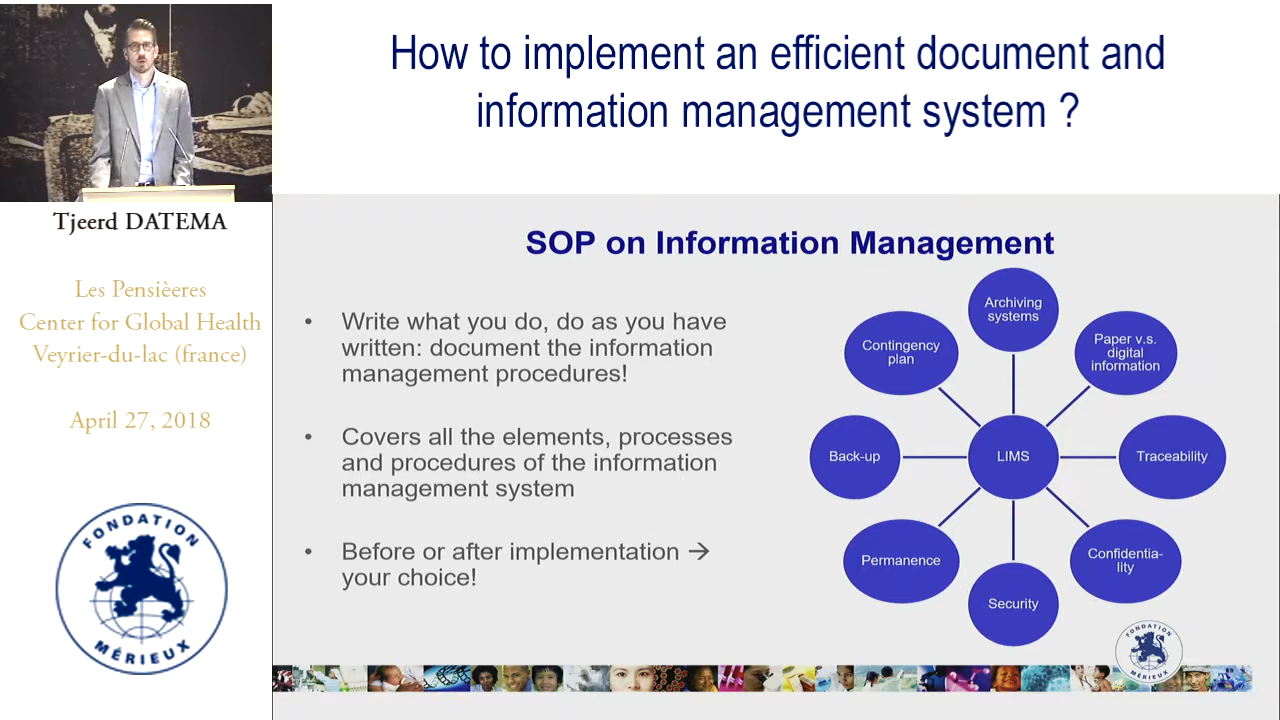 How to implement an efficient document and
information management system ?
Tjeerd DATEMA
Les Pensièeres
Center for Global Health
Veyrier-du-lac (france)
April 27, 2018
FONDATION
MÉRIEUX
SOP on Information Management
• Write what you do, do as you have
written: document the information
management procedures!
• Covers all the elements, processes
and procedures of the information
management system
• Before or after implementation →
your choice!
Archiving
systems
Paper v.s.
digital
information
Traceability
Confidentia-
lity
Security
Permanence
Back-up
Contingency
plan
LIMS
FONDATION
MÉRIEUX